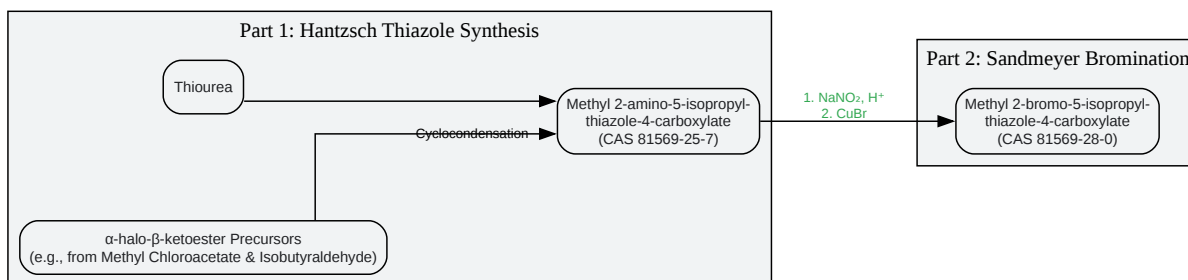 Part 1: Hantzsch Thiazole Synthesis
Thiourea
Cyclocondensation
α-halo-β-ketoester Precursors
(e.g., from Methyl Chloroacetate & Isobutyraldehyde)
Methyl 2-amino-5-isopropyl-
thiazole-4-carboxylate
(CAS 81569-25-7)
1. NaNO₂, H⁺
2. CuBr
Part 2: Sandmeyer Bromination
Methyl 2-bromo-5-isopropyl-
thiazole-4-carboxylate
(CAS 81569-28-0)